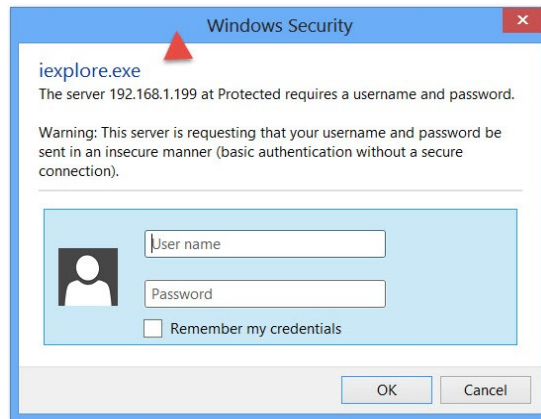 Windows Security
iexplore.exe
The server 192.168.1.199 at Protected requires a username and password.
Warning: This server is requesting that your username and password be
sent in an insecure manner (basic authentication without a secure
connection).
User name
Password
Remember my credentials
OK Cancel